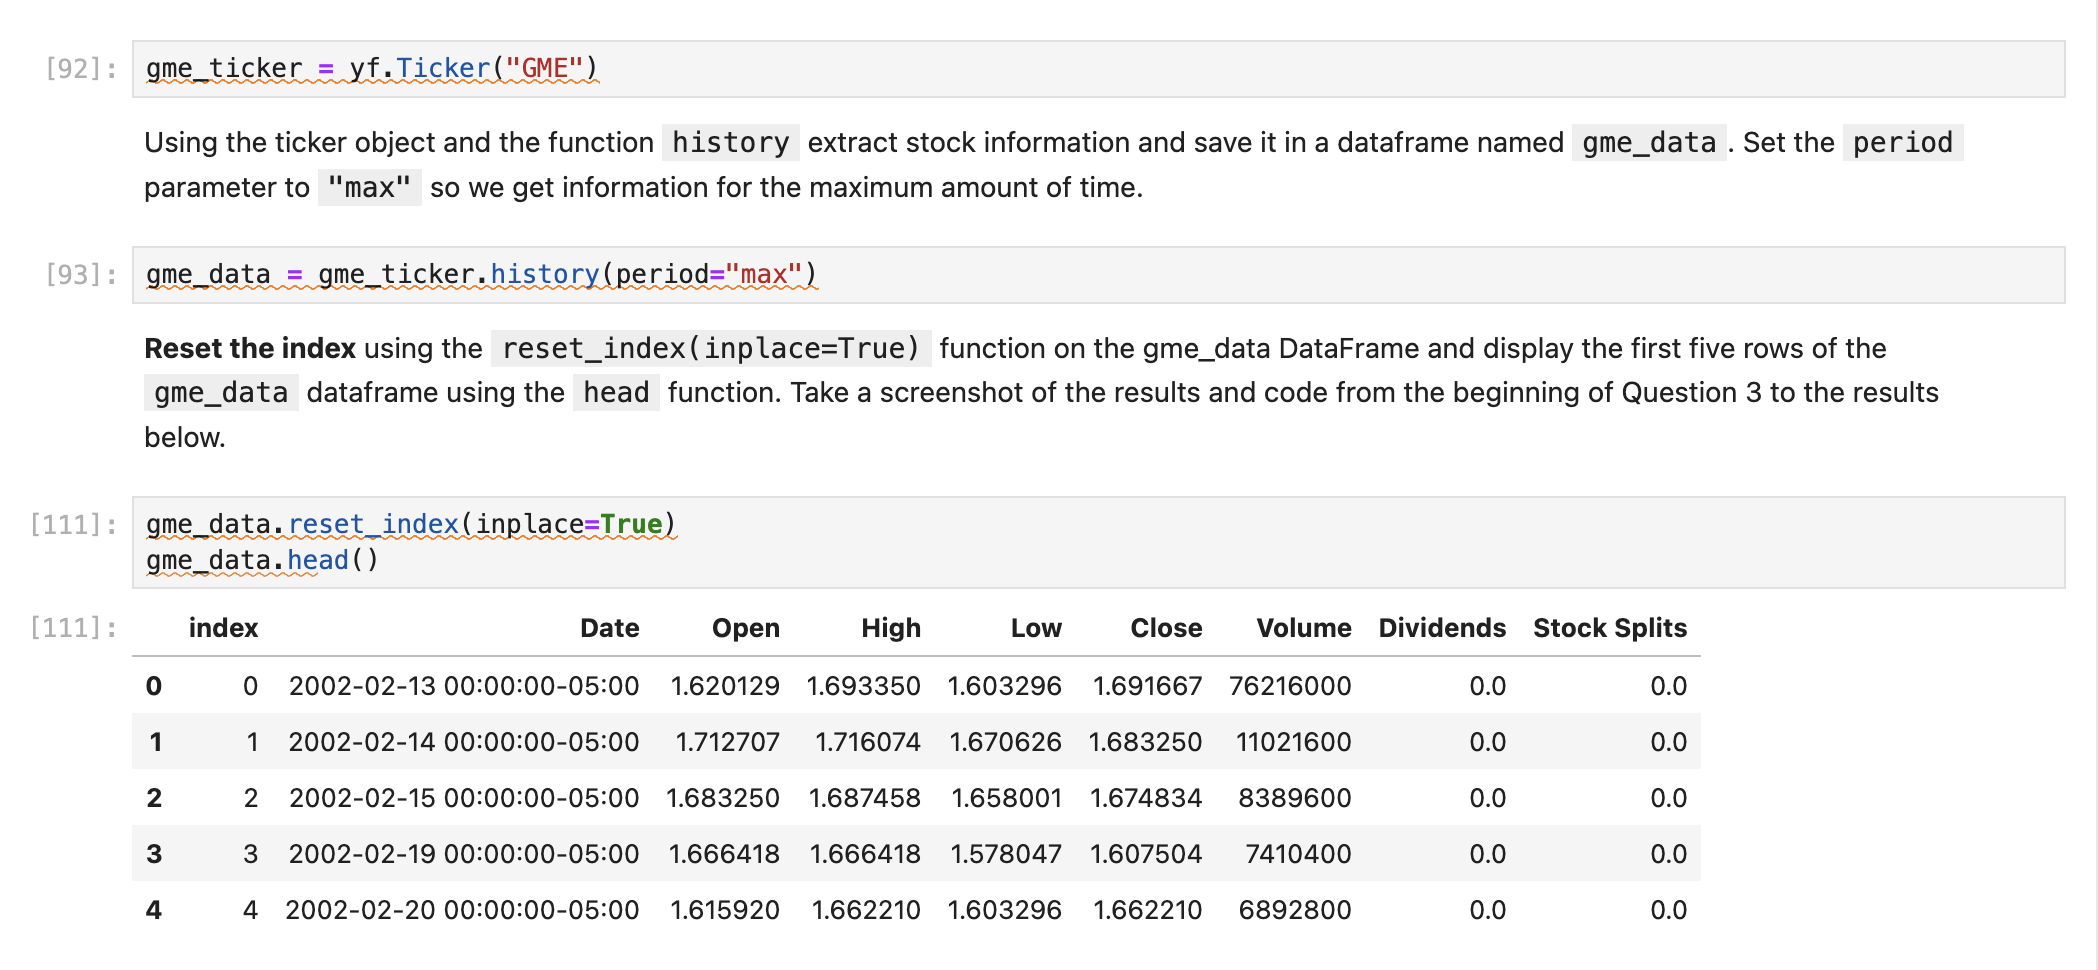 [92]: gme_ticker = yf.Ticker("GME")
Using the ticker object and the function history extract stock information and save it in a dataframe named gme_data . Set the period
parameter to "max" so we get information for the maximum amount of time.
[93]: gme_data = gme_ticker.history(period="max")
Reset the index using the reset_index(inplace=True) function on the gme_data DataFrame and display the first five rows of the
gme_data dataframe using the head function. Take a screenshot of the results and code from the beginning of Question 3 to the results
below.
[111]: gme_data.reset_index(inplace=True)
gme_data.head()
[111]: index Date Open High Low Close Volume Dividends Stock Splits
0 0 2002-02-13 00:00:00-05:00 1.620129 1.693350 1.603296 1.691667 76216000 0.0 0.0
1 1 2002-02-14 00:00:00-05:00 1.712707 1.716074 1.670626 1.683250 11021600 0.0 0.0
2 2 2002-02-15 00:00:00-05:00 1.683250 1.687458 1.658001 1.674834 8389600 0.0 0.0
3 3 2002-02-19 00:00:00-05:00 1.666418 1.666418 1.578047 1.607504 7410400 0.0 0.0
4 4 2002-02-20 00:00:00-05:00 1.615920 1.662210 1.603296 1.662210 6892800 0.0 0.0